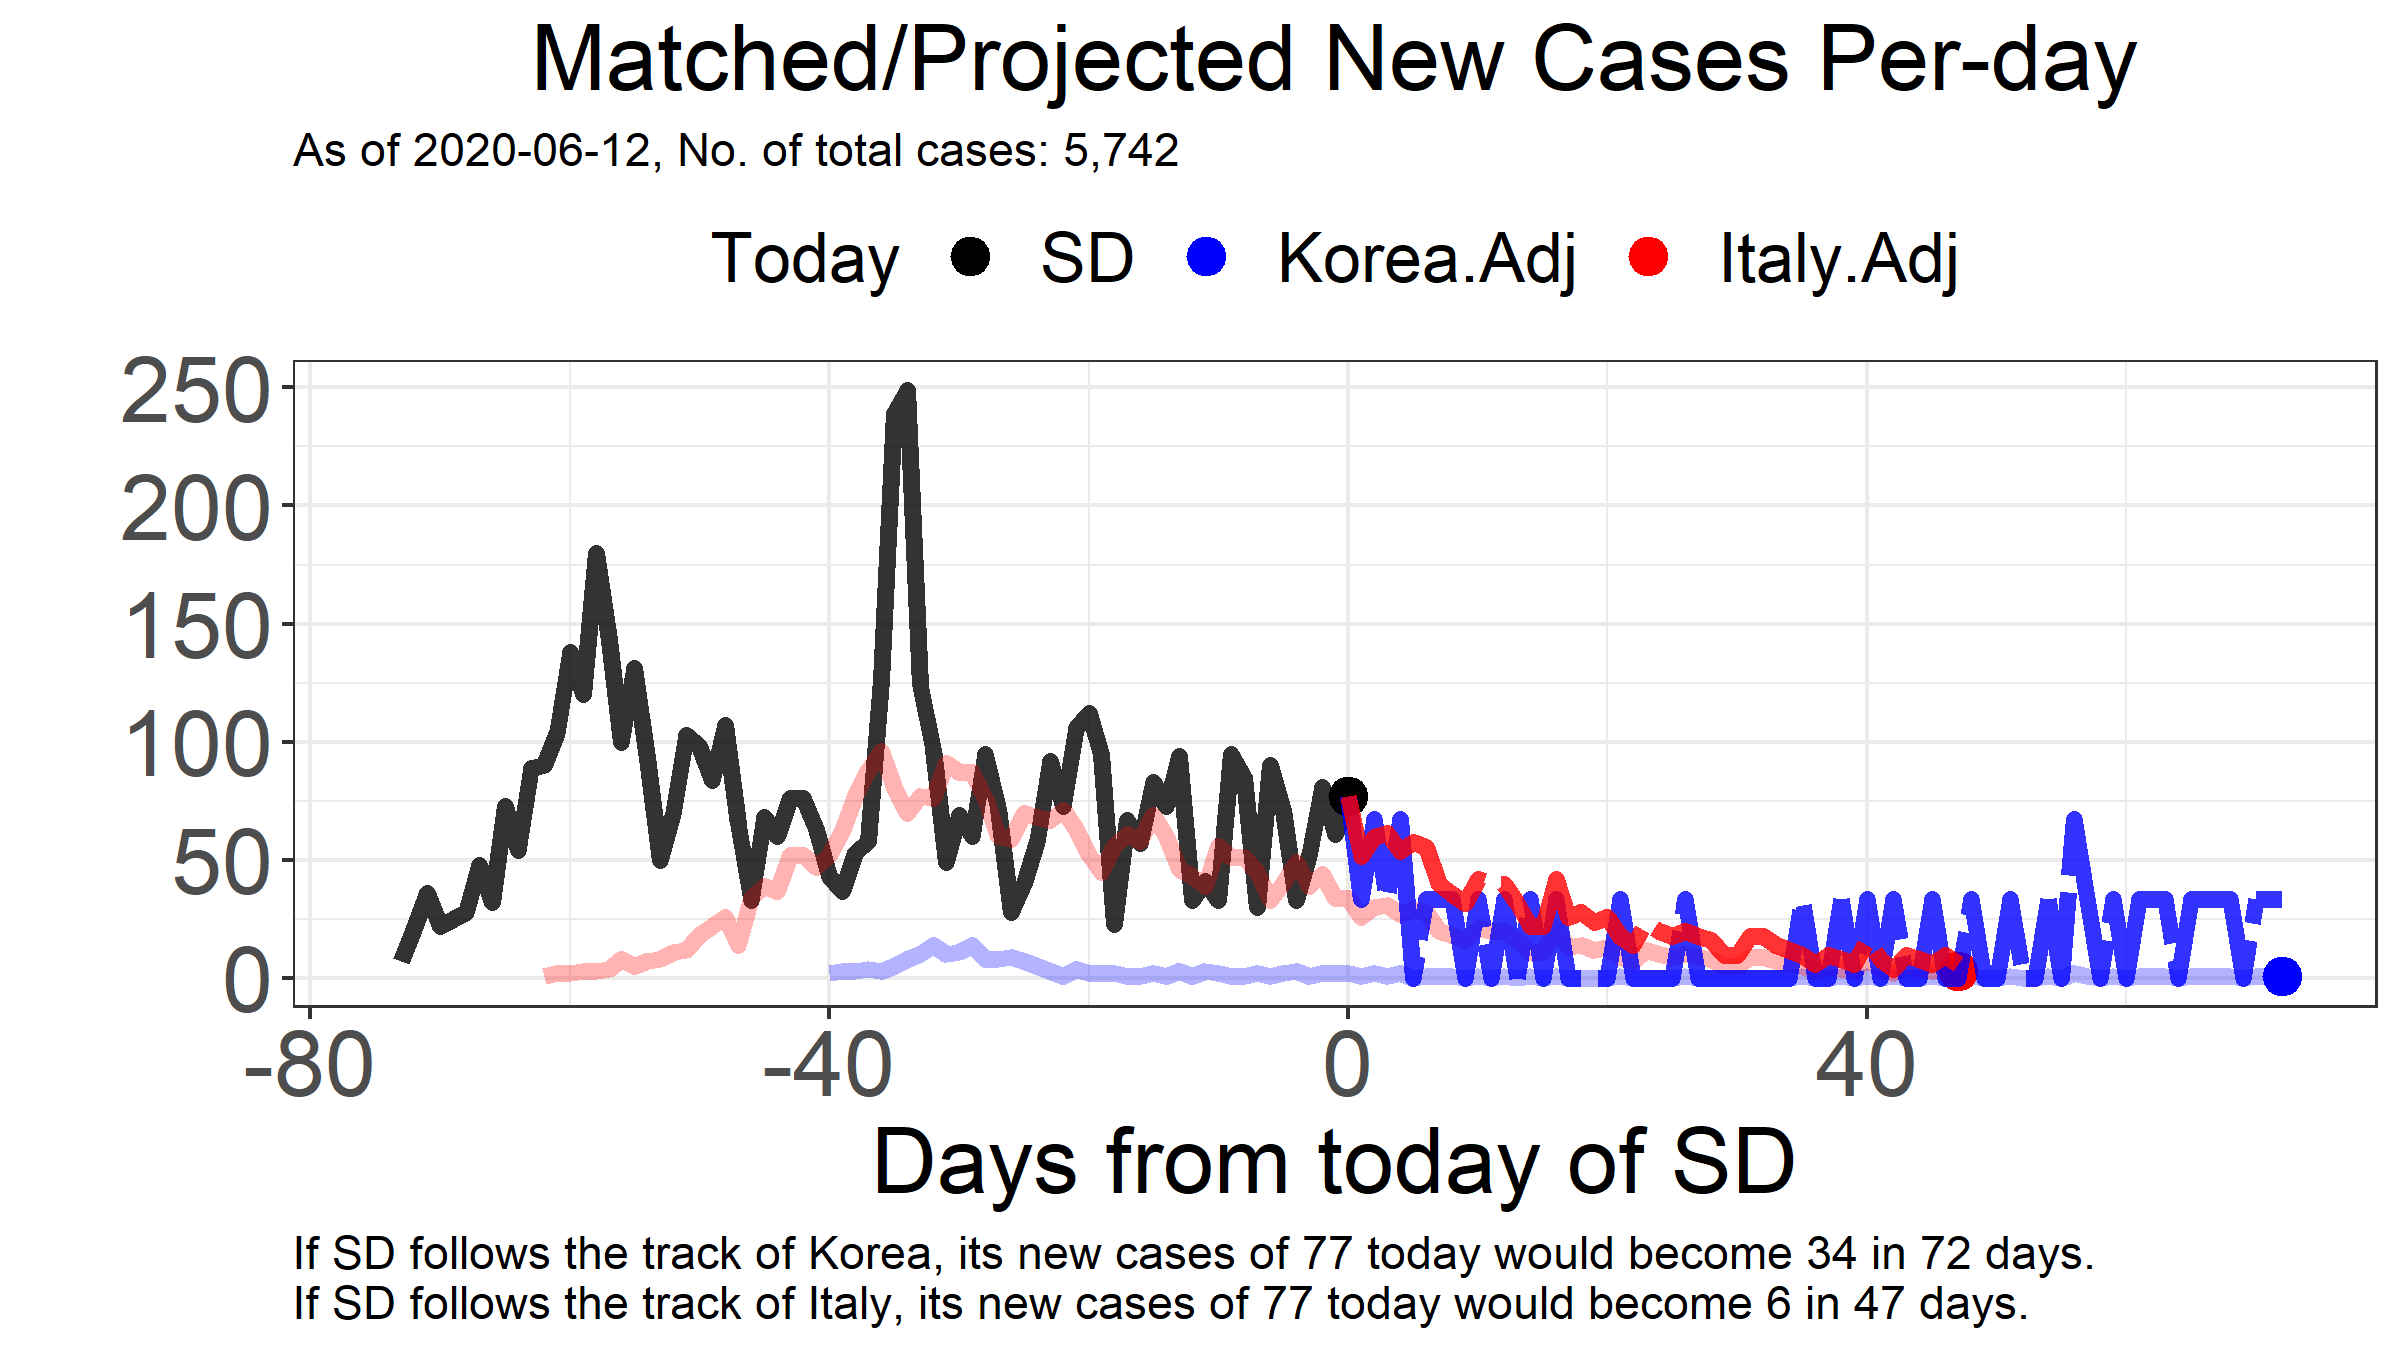 Matched/Projected New Cases Per-day
As of 2020-06-12, No. of total cases: 5,742
Today SD Korea.Adj Italy.Adj
250
200
150
100
50
0
-80 -40 0 40
Days from today of SD
If SD follows the track of Korea, its new cases of 77 today would become 34 in 72 days.
If SD follows the track of Italy, its new cases of 77 today would become 6 in 47 days.